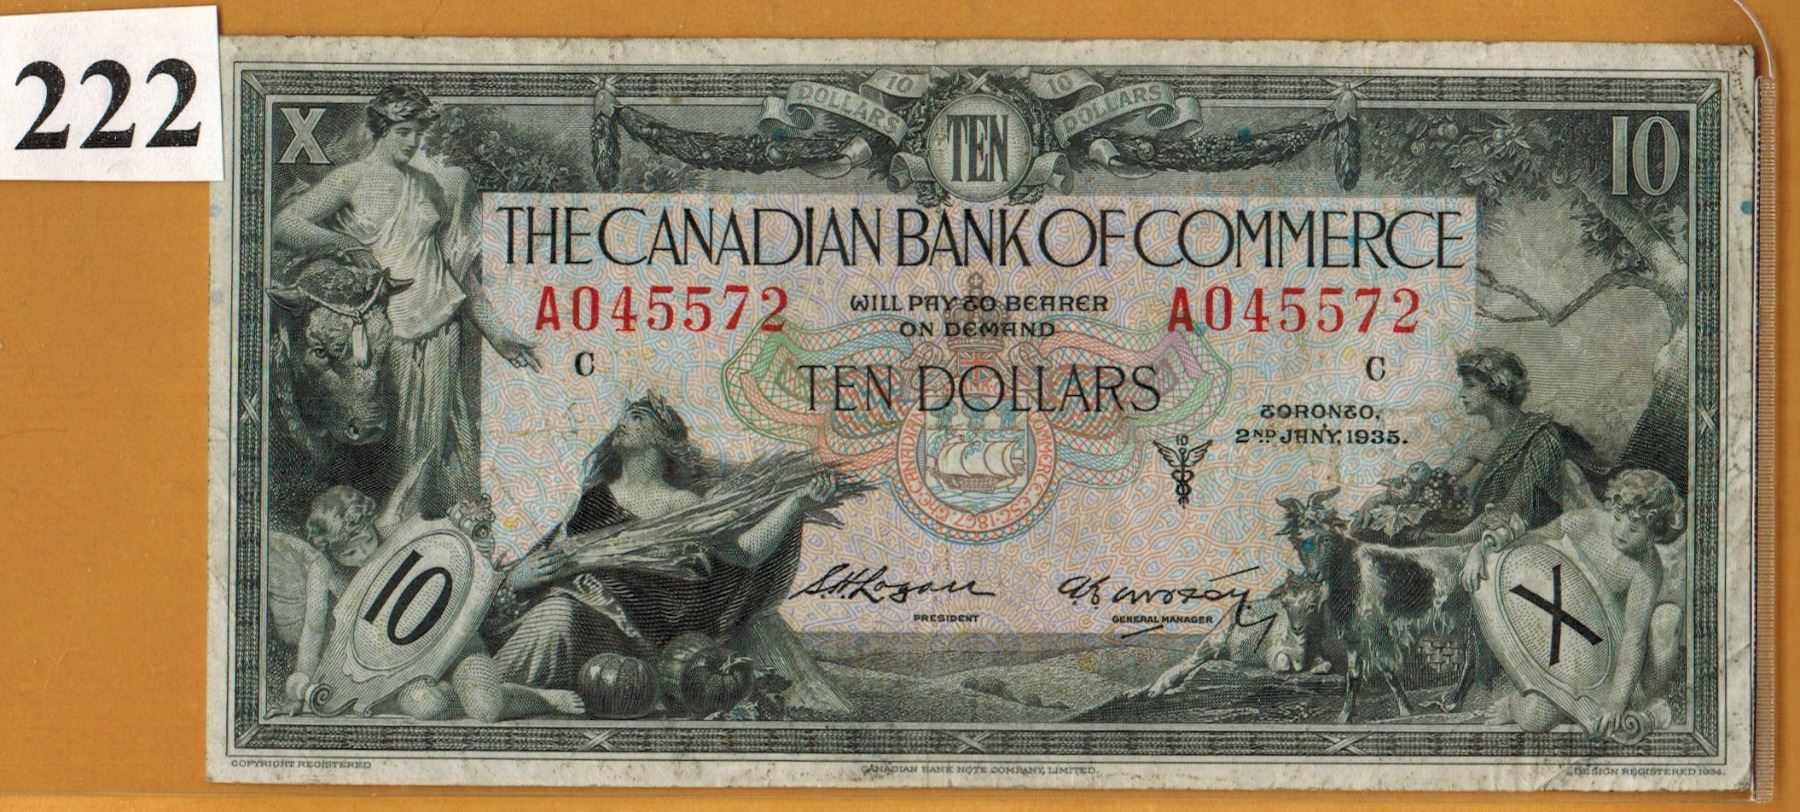 222
X
10 DOLLARS
10 DOLLARS
TEN
10
THE CANADIAN BANK OF COMMERCE
A045572
WILL PAY TO BEARER
A045572
ON DEMAND
C
C
TEN DOLLARS
TORONTO,
2ND JANY, 1935.
10
10
X
S.H. Logan
PRESIDENT
GENERAL MANAGER
COPYRIGHT REGISTERED
CANADIAN BANK NOTE COMPANY, LIMITED.
DESIGN REGISTERED 1934.